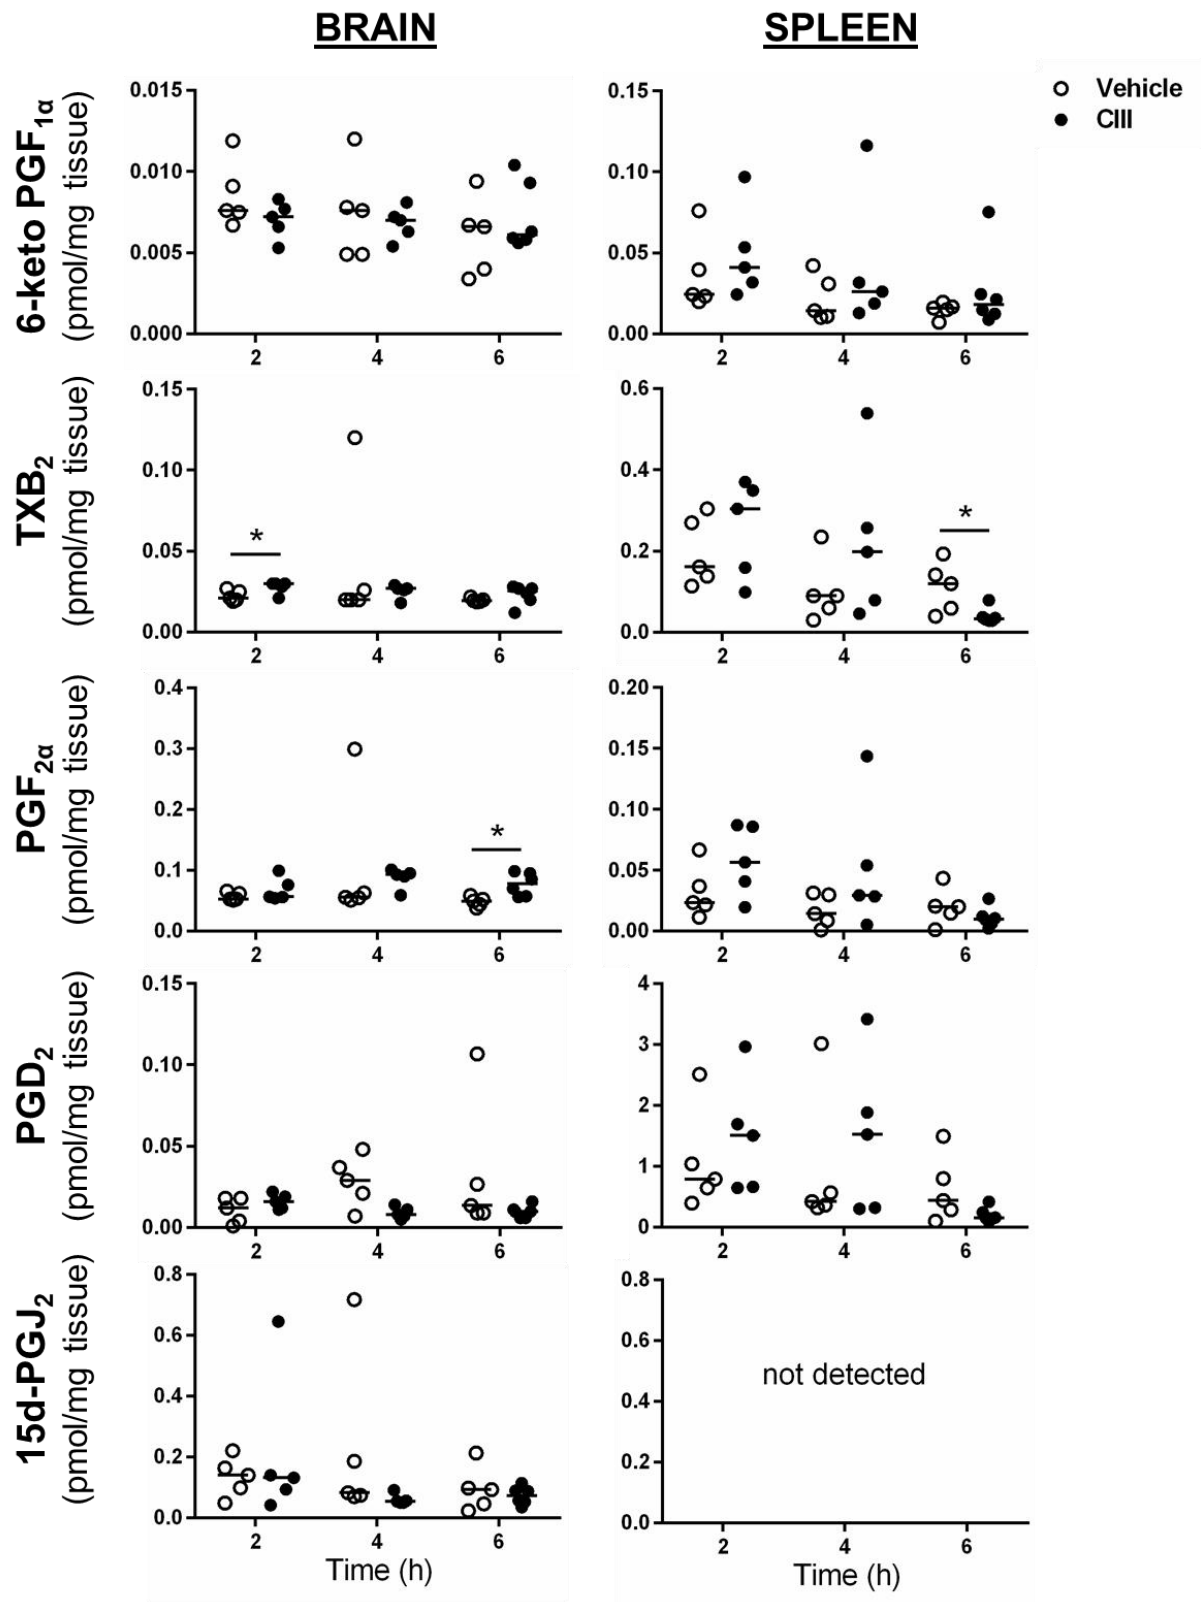 BRAIN
SPLEEN
Vehicle
CIII
6-keto PGF1α
(pmol/mg tissue)
0.015
0.010
0.005
0.000
2 4 6
0.15
0.10
0.05
0.00
2 4 6
TXB2
(pmol/mg tissue)
0.15
0.10
0.05
0.00
*
2 4 6
0.6
0.4
0.2
0.0
*
2 4 6
PGF2α
(pmol/mg tissue)
0.4
0.3
0.2
0.1
0.0
*
2 4 6
0.20
0.15
0.10
0.05
0.00
2 4 6
PGD2
(pmol/mg tissue)
0.15
0.10
0.05
0.00
2 4 6
4
3
2
1
0
2 4 6
15d-PGJ2
(pmol/mg tissue)
0.8
0.6
0.4
0.2
0.0
2 4 6
Time (h)
0.8
0.6
0.4
0.2
0.0
not detected
2 4 6
Time (h)